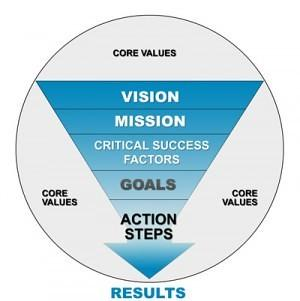 CORE VALUES
VISION
MISSION
CRITICAL SUCCESS
FACTORS
GOALS
CORE
VALUES
CORE
VALUES
ACTION
STEPS
RESULTS